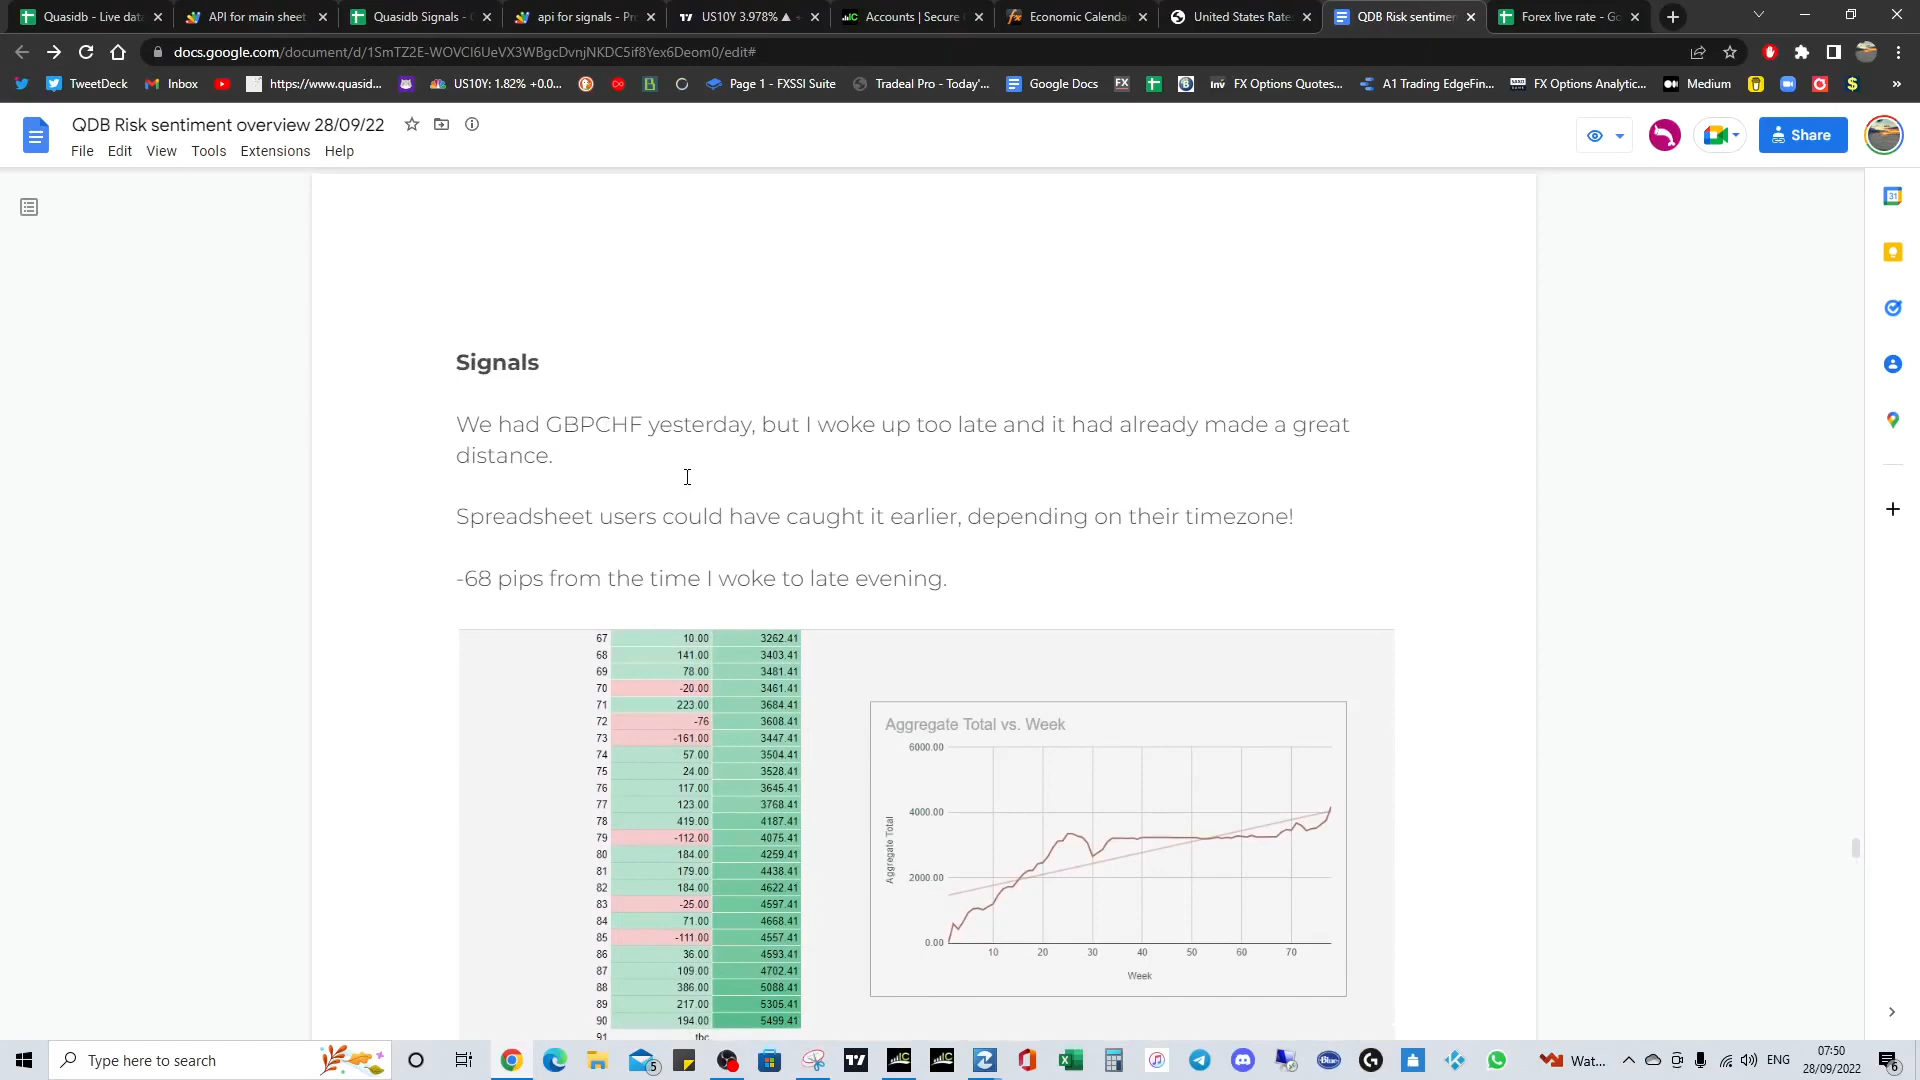 Quasidb - Live data
API for main sheet
Quasidb Signals -
api for signals - Pr
US10Y 3.978% ▲
Accounts | Secure
Economic Calenda
United States Rate
QDB Risk sentimen
Forex live rate - Go
docs.google.com/document/d/1SmTZ2E-WOVCI6UeVX3WBgcDvnjNKDC5if8Yex6Deom0/edit#
TweetDeck
Inbox
https://www.quasid...
US10Y: 1.82% +0.0...
Page 1 - FXSSI Suite
Tradeal Pro - Today'...
Google Docs
FX Options Quotes...
A1 Trading EdgeFin...
FX Options Analytic...
Medium
QDB Risk sentiment overview 28/09/22
File Edit View Tools Extensions Help
Share
Signals
We had GBPCHF yesterday, but I woke up too late and it had already made a great
distance.
Spreadsheet users could have caught it earlier, depending on their timezone!
-68 pips from the time I woke to late evening.
67 10.00 3262.41
68 141.00 3403.41
69 78.00 3481.41
70 -20.00 3461.41
71 223.00 3684.41
72 -76 3608.41
73 -161.00 3447.41
74 57.00 3504.41
75 24.00 3528.41
76 117.00 3645.41
77 123.00 3768.41
78 419.00 4187.41
79 -112.00 4075.41
80 184.00 4259.41
81 179.00 4438.41
82 184.00 4622.41
83 -25.00 4597.41
84 71.00 4668.41
85 -111.00 4557.41
86 36.00 4593.41
87 109.00 4702.41
88 386.00 5088.41
89 217.00 5305.41
90 194.00 5499.41
91 tbc
Aggregate Total vs. Week
6000.00
4000.00
2000.00
0.00
Aggregate Total
10 20 30 40 50 60 70
Week
Type here to search
Wat...
ENG
07:50
28/09/2022